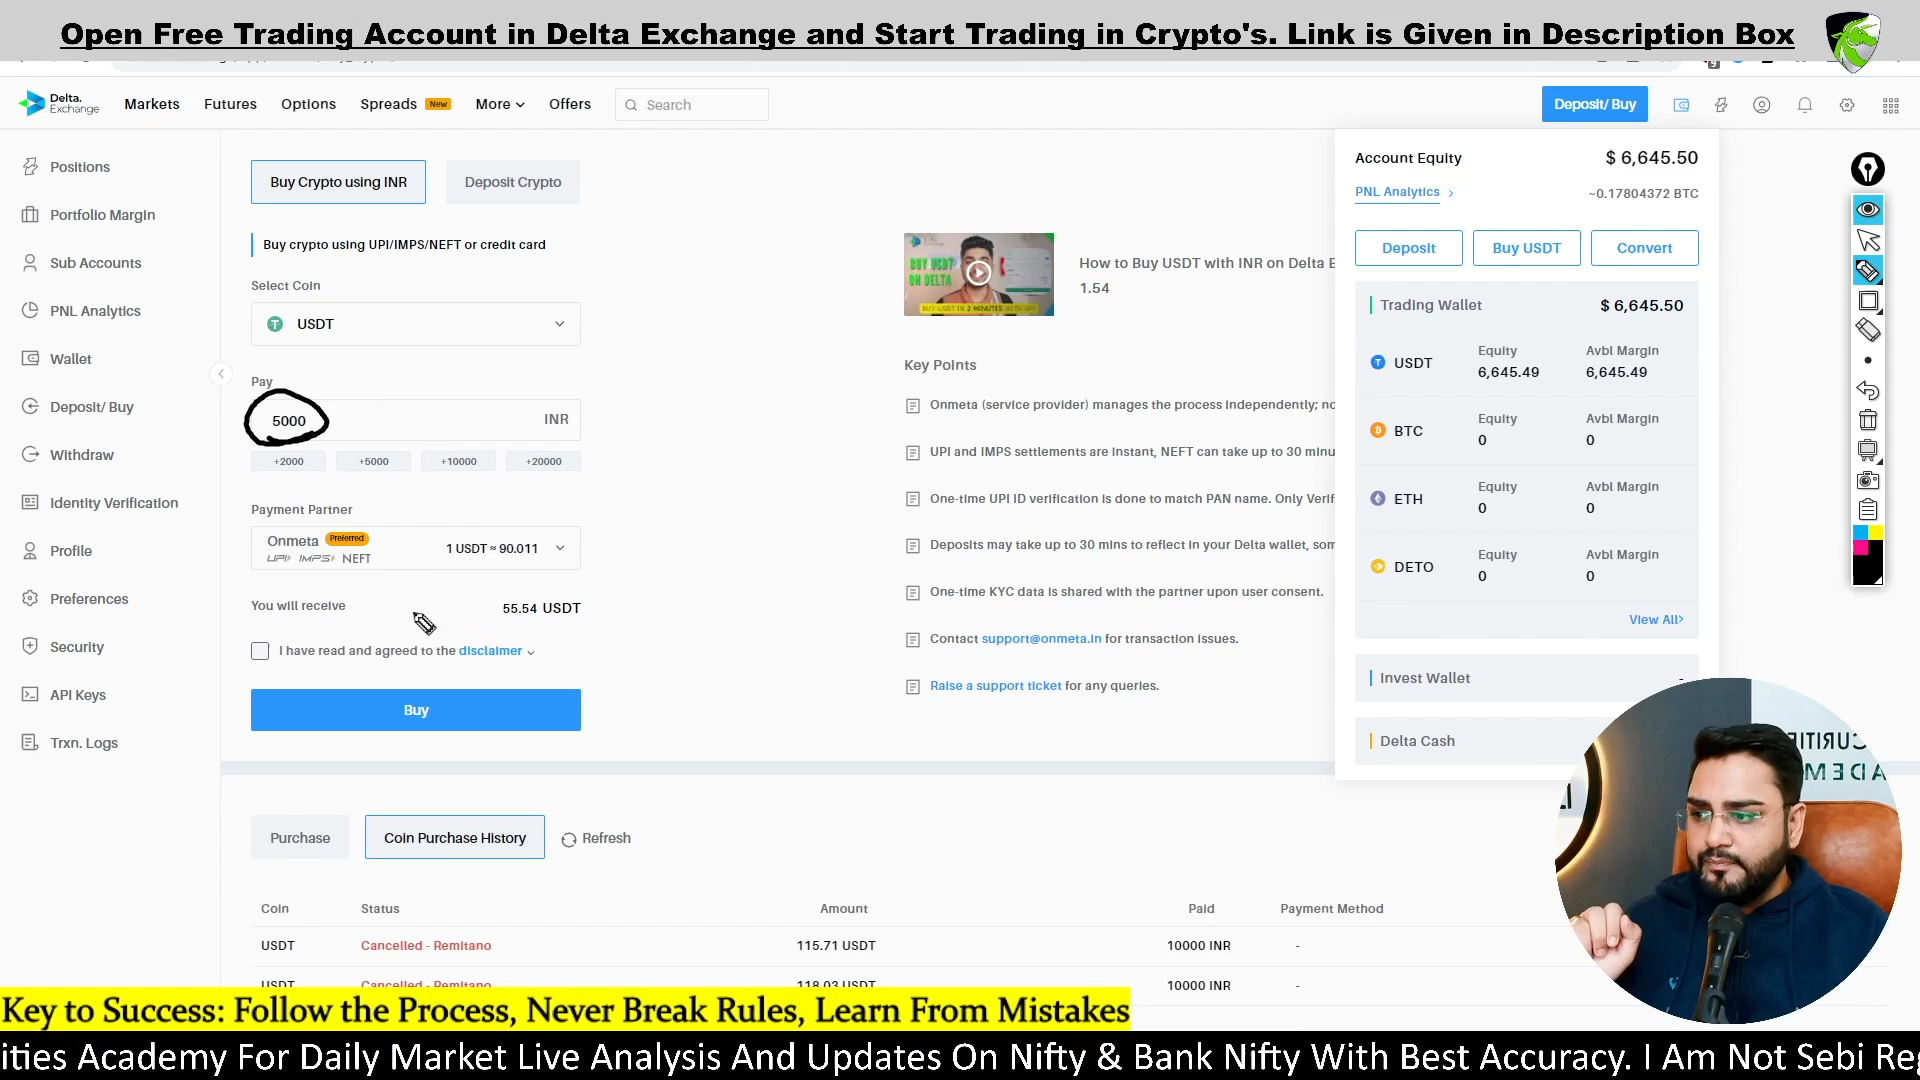 Open Free Trading Account in Delta Exchange and Start Trading in Crypto's. Link is Given in Description Box
Delta. Exchange
Markets
Futures
Options
Spreads New
More
Offers
Search
Deposit/ Buy
Positions
Portfolio Margin
Sub Accounts
PNL Analytics
Wallet
Deposit/ Buy
Withdraw
Identity Verification
Profile
Preferences
Security
API Keys
Trxn. Logs
Buy Crypto using INR
Deposit Crypto
Buy crypto using UPI/IMPS/NEFT or credit card
Select Coin
USDT
Pay
5000 INR
+2000 +5000 +10000 +20000
Payment Partner
Onmeta Preferred
UPI IMPS NEFT
1 USDT ≈ 90.011
You will receive 55.54 USDT
I have read and agreed to the disclaimer
Buy
BUY USDT ON DELTA
How to Buy USDT with INR on Delta E
1.54
Key Points
Onmeta (service provider) manages the process independently; no
UPI and IMPS settlements are instant, NEFT can take up to 30 minu
One-time UPI ID verification is done to match PAN name. Only Verif
Deposits may take up to 30 mins to reflect in your Delta wallet, som
One-time KYC data is shared with the partner upon user consent.
Contact support@onmeta.in for transaction issues.
Raise a support ticket for any queries.
Account Equity $ 6,645.50
PNL Analytics > ~0.17804372 BTC
Deposit
Buy USDT
Convert
Trading Wallet $ 6,645.50
USDT Equity 6,645.49 Avbl Margin 6,645.49
BTC Equity 0 Avbl Margin 0
ETH Equity 0 Avbl Margin 0
DETO Equity 0 Avbl Margin 0
View All>
Invest Wallet -
Delta Cash
Purchase
Coin Purchase History
Refresh
Coin Status Amount Paid Payment Method
USDT Cancelled - Remitano 115.71 USDT 10000 INR -
USDT Cancelled - Remitano 118.03 USDT 10000 INR -
Key to Success: Follow the Process, Never Break Rules, Learn From Mistakes
ities Academy For Daily Market Live Analysis And Updates On Nifty & Bank Nifty With Best Accuracy. I Am Not Sebi Reg